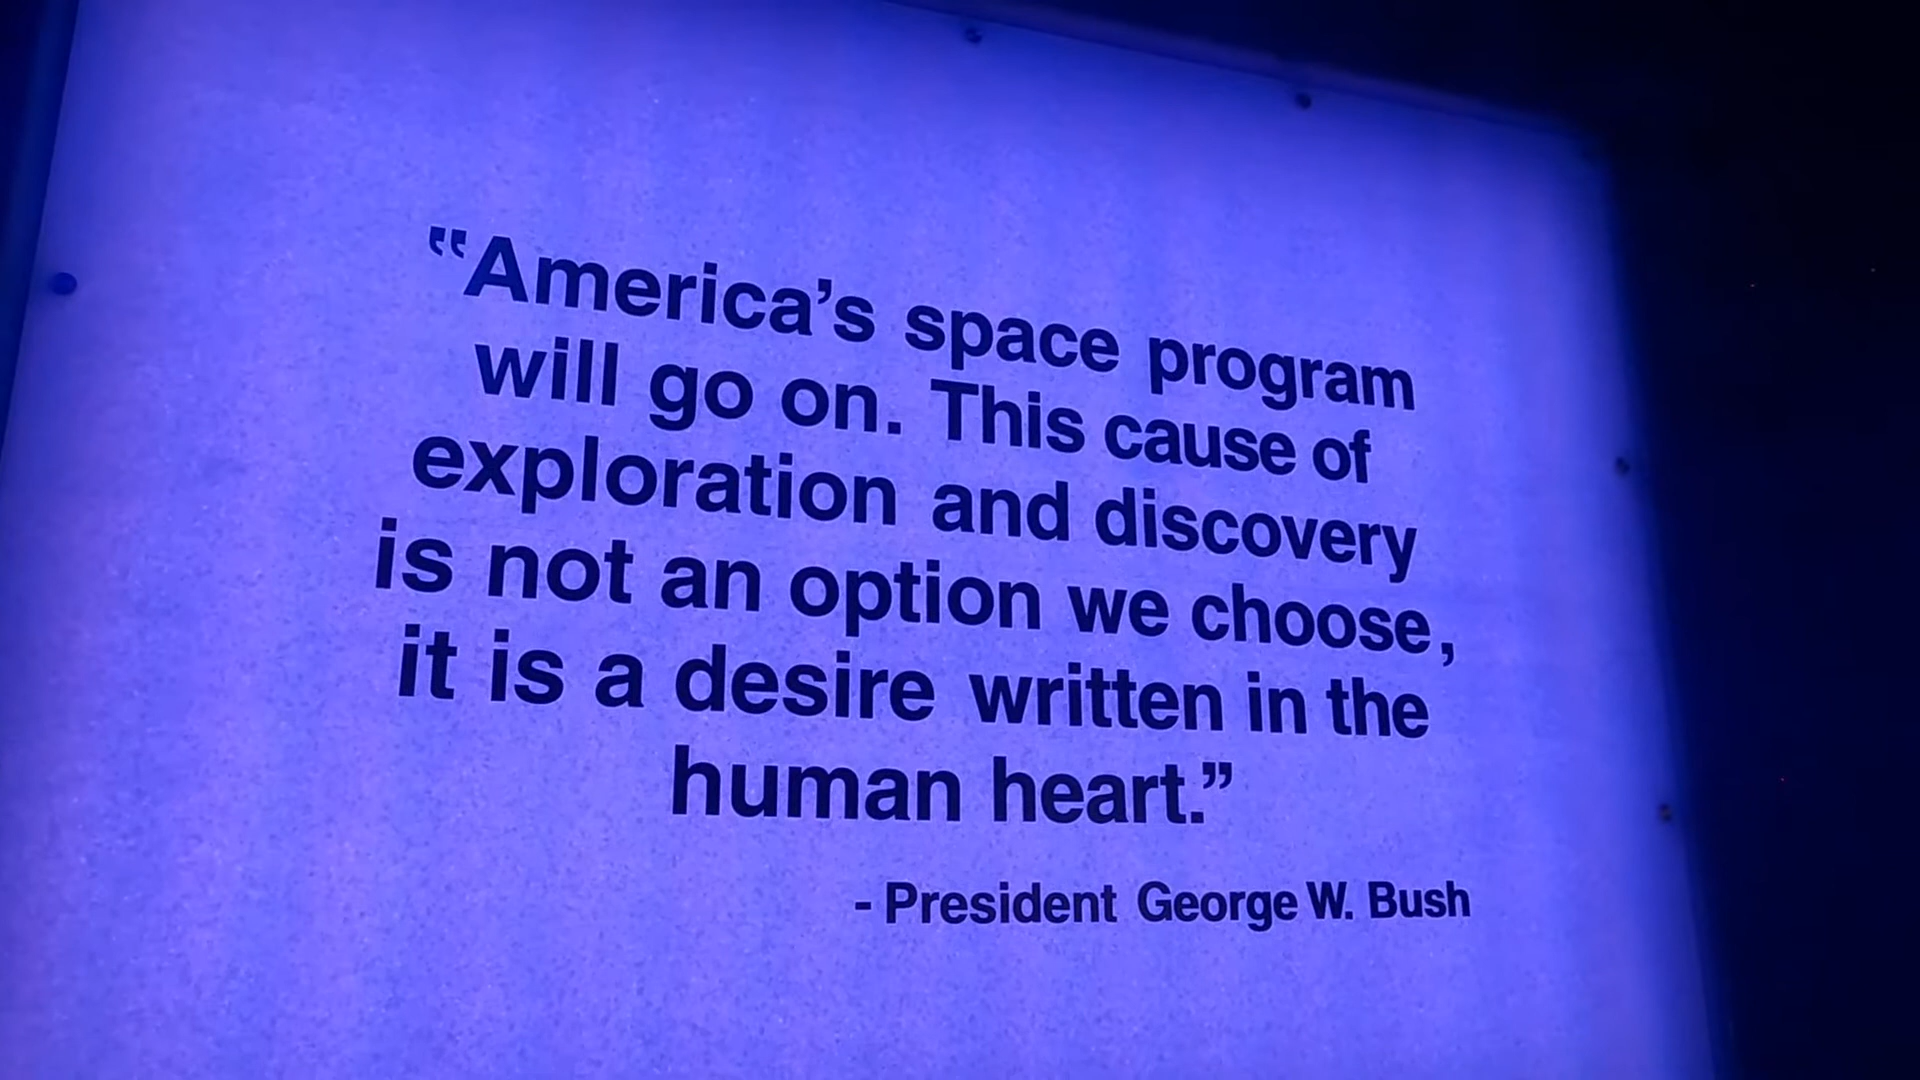 “America’s space program
will go on. This cause of
exploration and discovery
is not an option we choose,
it is a desire written in the
human heart.”
- President George W. Bush